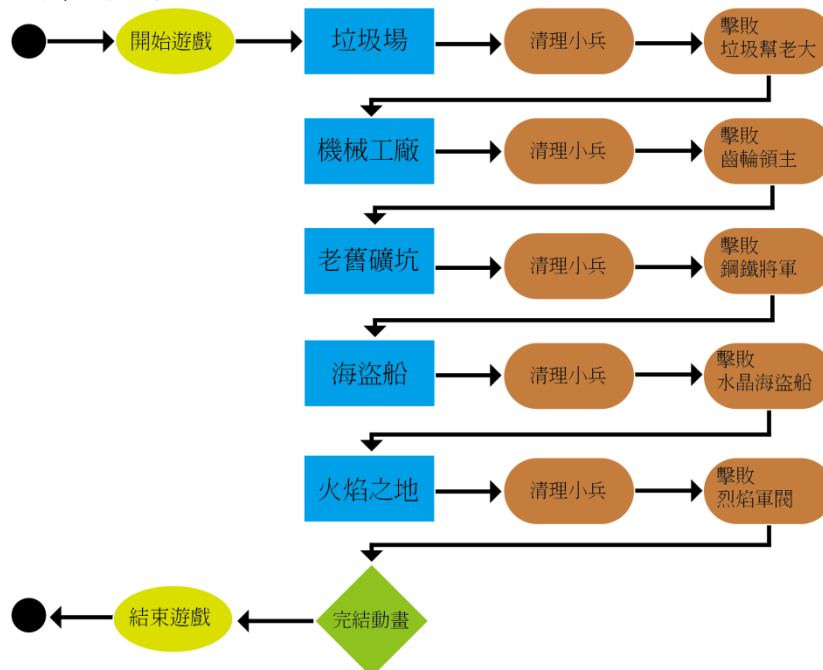 開始遊戲
垃圾場
清理小兵
擊敗
垃圾幫老大
機械工廠
清理小兵
擊敗
齒輪領主
老舊礦坑
清理小兵
擊敗
鋼鐵將軍
海盜船
清理小兵
擊敗
水晶海盜船
火焰之地
清理小兵
擊敗
烈焰軍閥
完結動畫
結束遊戲